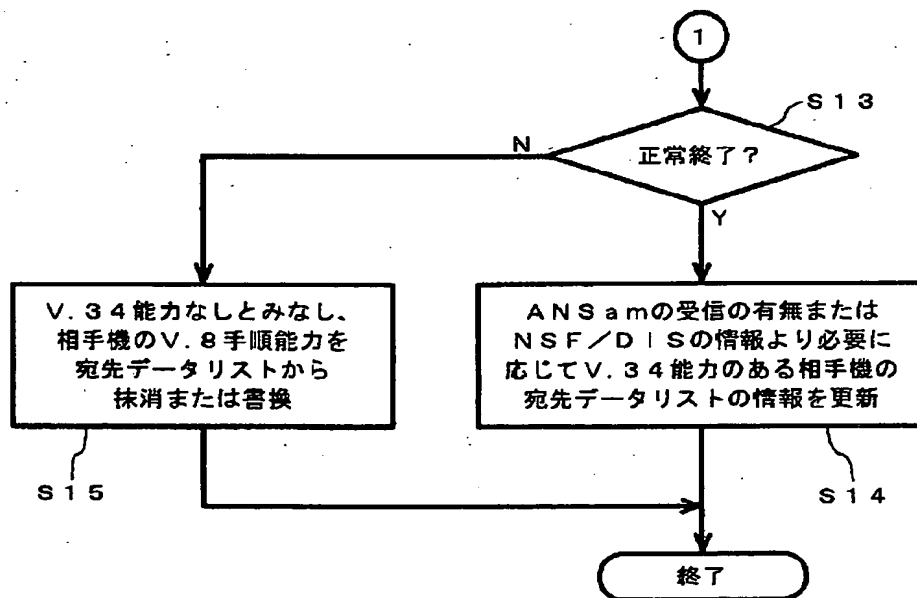 1
S13
正常終了？
N
Y
V.34能力なしとみなし、
相手機のV.8手順能力を
宛先データリストから
抹消または書換
ANSamの受信の有無または
NSF／DISの情報より必要に
応じてV.34能力のある相手機の
宛先データリストの情報を更新
S15
S14
終了